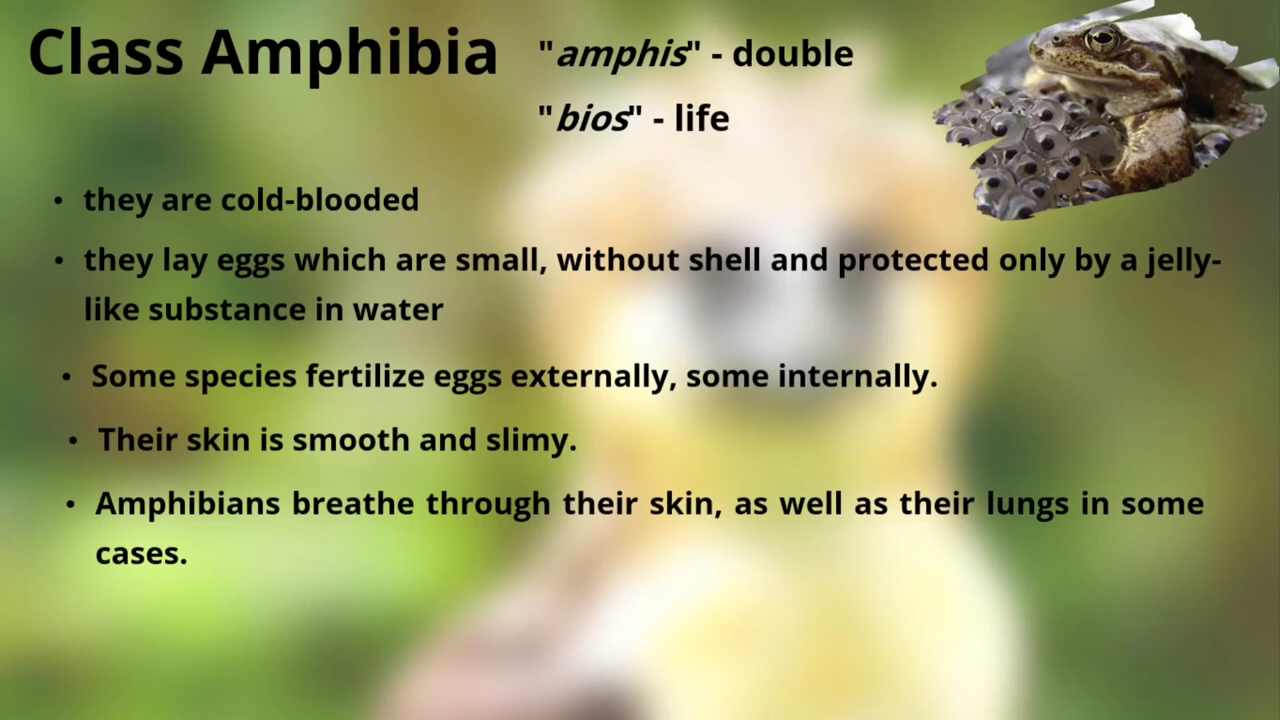 Class Amphibia
"amphis" - double
"bios" - life
• they are cold-blooded
• they lay eggs which are small, without shell and protected only by a jelly-
like substance in water
• Some species fertilize eggs externally, some internally.
• Their skin is smooth and slimy.
• Amphibians breathe through their skin, as well as their lungs in some
cases.